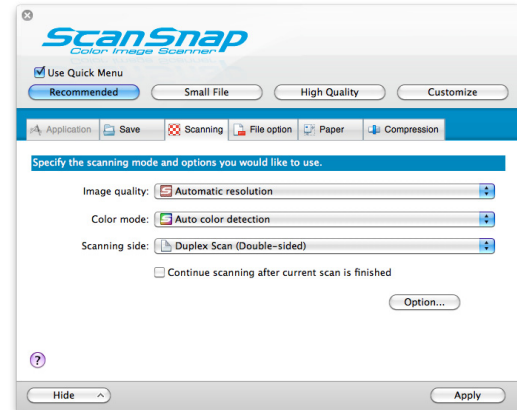 ScanSnap
Color Image Scanner
Use Quick Menu
Recommended Small File High Quality Customize
Application Save Scanning File option Paper Compression
Specify the scanning mode and options you would like to use.
Image quality: Automatic resolution
Color mode: Auto color detection
Scanning side: Duplex Scan (Double-sided)
Continue scanning after current scan is finished
Option...
?
Hide Apply